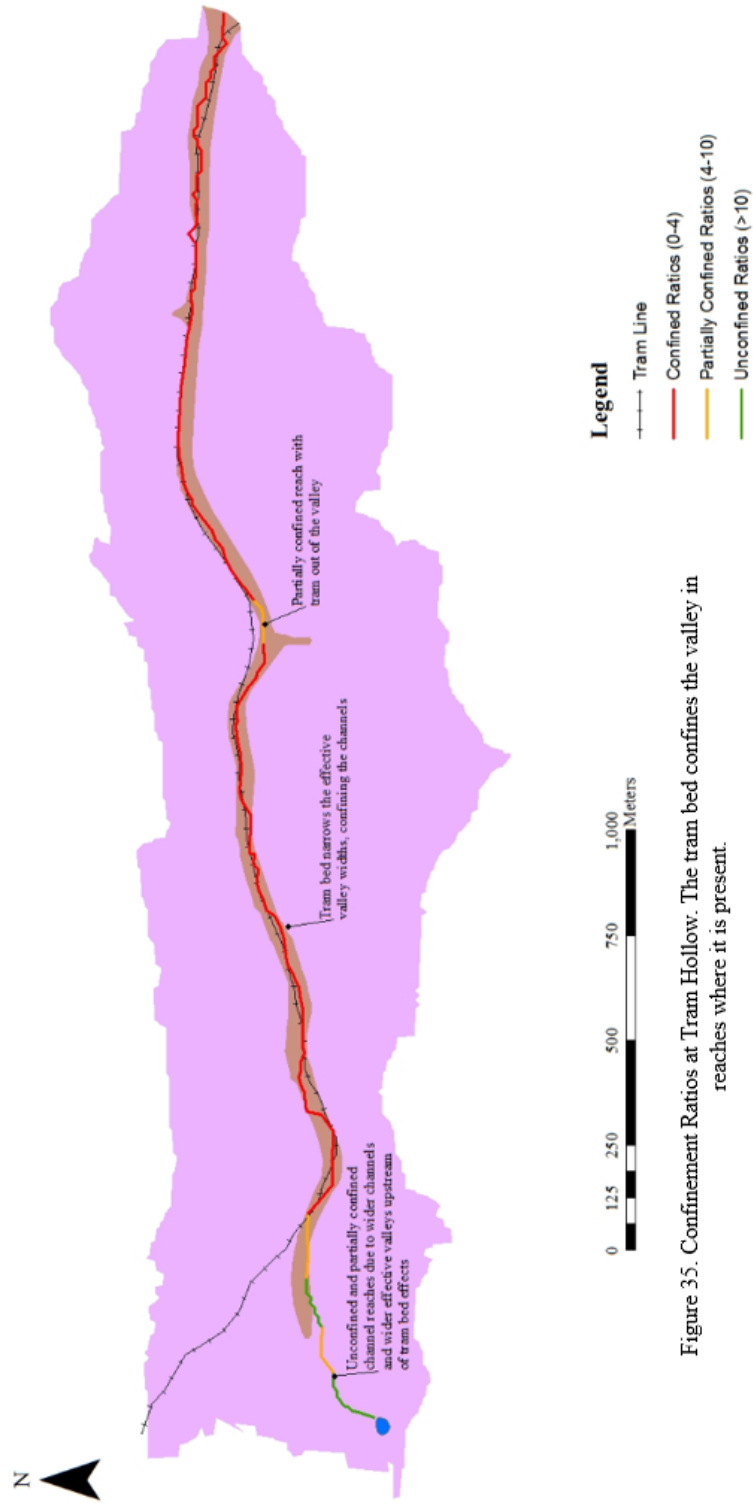 N
Unconfined and partially confined
channel reaches due to wider channels
and wider effective valleys upstream
of tram bed effects
Tram bed narrows the effective
valley widths, confining the channels
Partially confined reach with
tram out of the valley
0 125 250 500 750 1,000
Meters
Legend
Tram Line
Confined Ratios (0-4)
Partially Confined Ratios (4-10)
Unconfined Ratios (>10)
Figure 35. Confinement Ratios at Tram Hollow. The tram bed confines the valley in
reaches where it is present.